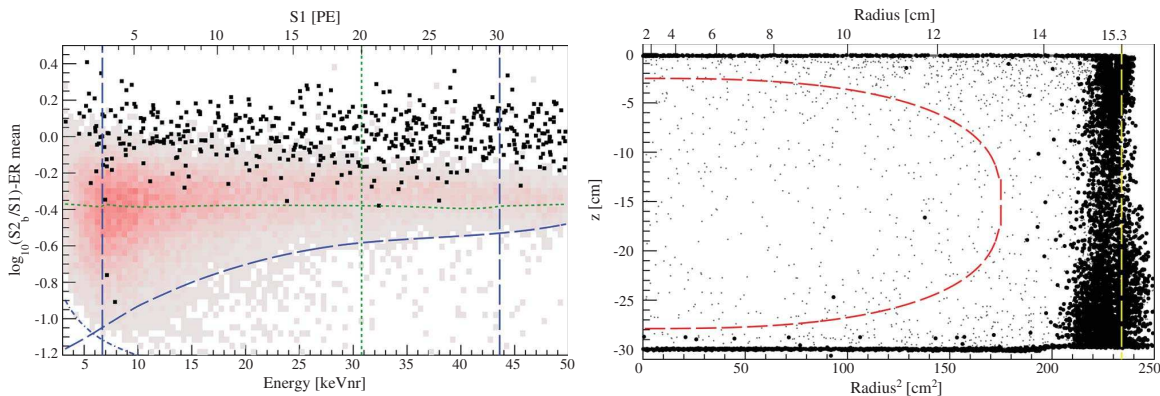 S1 [PE]
5 10 15 20 25 30
0.4
0.2
0.0
-0.2
-0.4
-0.6
-0.8
-1.0
-1.2
log10(S2b/S1)-ER mean
5 10 15 20 25 30 35 40 45 50
Energy [keVnr]
Radius [cm]
2 4 6 8 10 12 14 15.3
0
-5
-10
-15
-20
-25
-30
z [cm]
0 50 100 150 200 250
Radius2 [cm2]